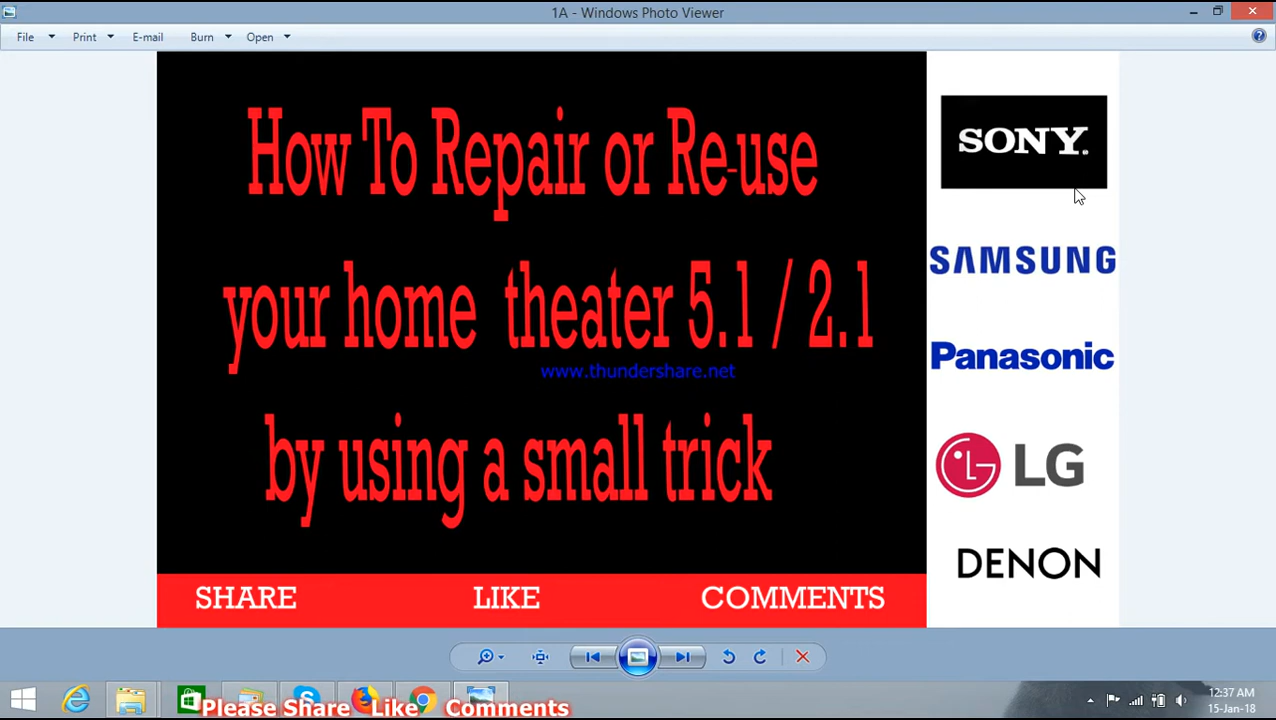 1A - Windows Photo Viewer
File Print E-mail Burn Open
How To Repair or Re-use
your home theater 5.1 / 2.1
www.thundershare.net
by using a small trick
SHARE LIKE COMMENTS
SONY®
SAMSUNG
Panasonic
LG
DENON
Please Share Like Comments
12:37 AM
15-Jan-18